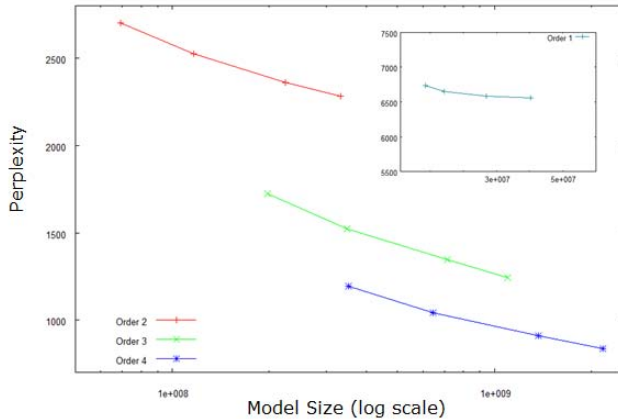 2500
2000
1500
1000
Perplexity
1e+008
1e+009
Model Size (log scale)
Order 2
Order 3
Order 4
7500
7000
6500
6000
5500
3e+007
5e+007
Order 1